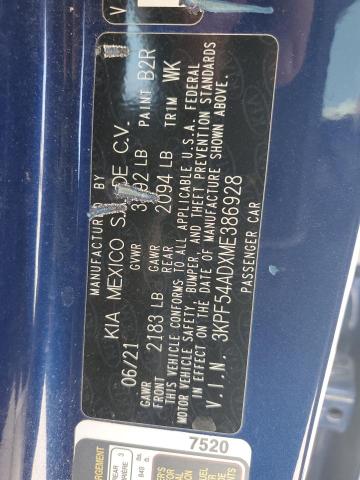 MANUFACTURED BY
KIA MEXICO S.A. DE C.V.
06/21 GVWR LB PAINT B2R
GAWR 2183 LB GAWR REAR 2094 LB TRIM WK
THIS VEHICLE CONFORMS TO ALL APPLICABLE U.S.A. FEDERAL
MOTOR VEHICLE SAFETY, BUMPER, AND THEFT PREVENTION STANDARDS
IN EFFECT ON THE DATE OF MANUFACTURE SHOWN ABOVE.
V.I.N. 3KPF54ADXME386928
PASSENGER CAR
7520